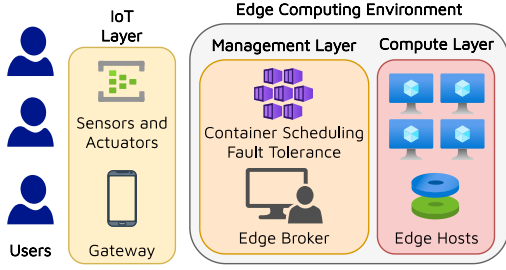 IoT
Layer
Edge Computing Environment
Management Layer
Compute Layer
Sensors and
Actuators
Container Scheduling
Fault Tolerance
Users
Gateway
Edge Broker
Edge Hosts